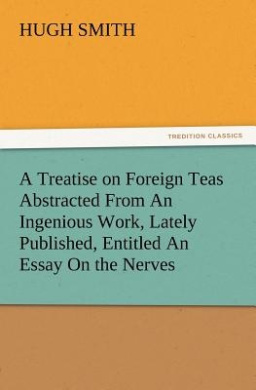 HUGH SMITH
TREDITION CLASSICS
A Treatise on Foreign Teas
Abstracted From An
Ingenious Work, Lately
Published, Entitled An
Essay On the Nerves